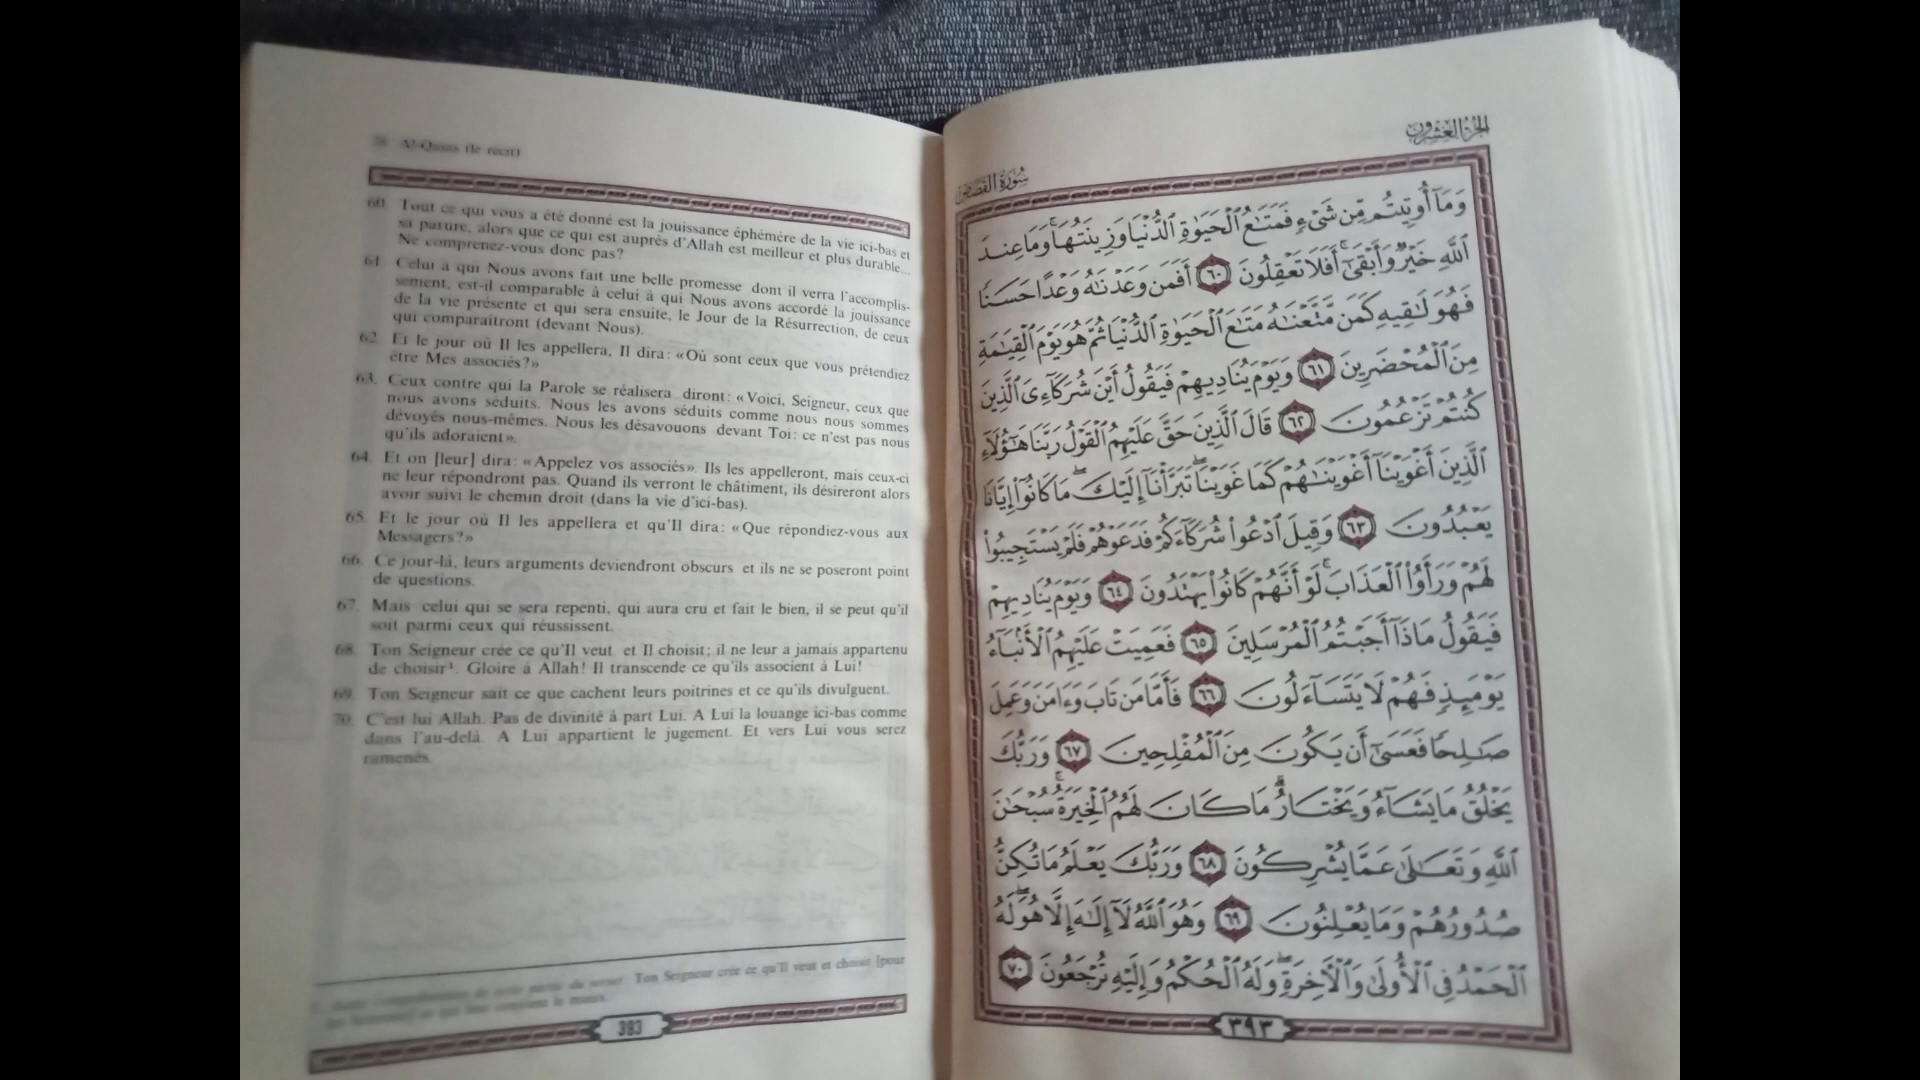 28. Al-Qasas (le récit)
60. Tout ce qui vous a été donné est la jouissance éphémère de la vie ici-bas et
sa parure, alors que ce qui est auprès d'Allah est meilleur et plus durable...
Ne comprenez-vous donc pas?
61. Celui à qui Nous avons fait une belle promesse dont il verra l'accomplis-
sement, est-il comparable à celui à qui Nous avons accordé la jouissance
de la vie présente et qui sera ensuite, le Jour de la Résurrection, de ceux
qui comparaîtront (devant Nous).
62. Et le jour où Il les appellera, Il dira: «Où sont ceux que vous prétendiez
être Mes associés?»
63. Ceux contre qui la Parole se réalisera diront: «Voici, Seigneur, ceux que
nous avons séduits. Nous les avons séduits comme nous nous sommes
dévoyés nous-mêmes. Nous les désavouons devant Toi: ce n'est pas nous
qu'ils adoraient».
64. Et on [leur] dira: «Appelez vos associés». Ils les appelleront, mais ceux-ci
ne leur répondront pas. Quand ils verront le châtiment, ils désireront alors
avoir suivi le chemin droit (dans la vie d'ici-bas).
65. Et le jour où Il les appellera et qu'Il dira: «Que répondiez-vous aux
Messagers?»
66. Ce jour-là, leurs arguments deviendront obscurs et ils ne se poseront point
de questions.
67. Mais celui qui se sera repenti, qui aura cru et fait le bien, il se peut qu'il
soit parmi ceux qui réussissent.
68. Ton Seigneur crée ce qu'Il veut et Il choisit; il ne leur a jamais appartenu
de choisir¹. Gloire à Allah! Il transcende ce qu'ils associent à Lui!
69. Ton Seigneur sait ce que cachent leurs poitrines et ce qu'ils divulguent.
70. C'est lui Allah. Pas de divinité à part Lui. A Lui la louange ici-bas comme
dans l'au-delà. A Lui appartient le jugement. Et vers Lui vous serez
ramenés.
compréhension de cette partie du verset: Ton Seigneur crée ce qu'Il veut et choisit [pour
les hommes] ce qui leur convient le mieux.
393
الجزء العشرون
سورة القصص
وَمَآ أُوتِيتُم مِّن شَىْءٍ فَمَتَٰعُ ٱلْحَيَوٰةِ ٱلدُّنْيَا وَزِينَتُهَا ۚ وَمَا عِندَ
ٱللَّهِ خَيْرٌ وَأَبْقَىٰٓ ۚ أَفَلَا تَعْقِلُونَ ٦٠ أَفَمَن وَعَدْنَٰهُ وَعْدًا حَسَنًا
فَهُوَ لَٰقِيهِ كَمَن مَّتَّعْنَٰهُ مَتَٰعَ ٱلْحَيَوٰةِ ٱلدُّنْيَا ثُمَّ هُوَ يَوْمَ ٱلْقِيَٰمَةِ
مِنَ ٱلْمُحْضَرِينَ ٦١ وَيَوْمَ يُنَادِيهِمْ فَيَقُولُ أَيْنَ شُرَكَآءِىَ ٱلَّذِينَ
كُنتُمْ تَزْعُمُونَ ٦٢ قَالَ ٱلَّذِينَ حَقَّ عَلَيْهِمُ ٱلْقَوْلُ رَبَّنَا هَٰٓؤُلَآءِ
ٱلَّذِينَ أَغْوَيْنَآ أَغْوَيْنَٰهُمْ كَمَا غَوَيْنَا ۖ تَبَرَّأْنَآ إِلَيْكَ ۖ مَا كَانُوٓا۟ إِيَّانَا
يَعْبُدُونَ ٦٣ وَقِيلَ ٱدْعُوا۟ شُرَكَآءَكُمْ فَدَعَوْهُمْ فَلَمْ يَسْتَجِيبُوا۟
لَهُمْ وَرَأَوُا۟ ٱلْعَذَابَ ۚ لَوْ أَنَّهُمْ كَانُوا۟ يَهْتَدُونَ ٦٤ وَيَوْمَ يُنَادِيهِمْ
فَيَقُولُ مَاذَآ أَجَبْتُمُ ٱلْمُرْسَلِينَ ٦٥ فَعَمِيَتْ عَلَيْهِمُ ٱلْأَنۢبَآءُ
يَوْمَئِذٍ فَهُمْ لَا يَتَسَآءَلُونَ ٦٦ فَأَمَّا مَن تَابَ وَءَامَنَ وَعَمِلَ
صَٰلِحًا فَعَسَىٰٓ أَن يَكُونَ مِنَ ٱلْمُفْلِحِينَ ٦٧ وَرَبُّكَ
يَخْلُقُ مَا يَشَآءُ وَيَخْتَارُ ۗ مَا كَانَ لَهُمُ ٱلْخِيَرَةُ ۚ سُبْحَٰنَ
ٱللَّهِ وَتَعَٰلَىٰ عَمَّا يُشْرِكُونَ ٦٨ وَرَبُّكَ يَعْلَمُ مَا تُكِنُّ
صُدُورُهُمْ وَمَا يُعْلِنُونَ ٦٩ وَهُوَ ٱللَّهُ لَآ إِلَٰهَ إِلَّا هُوَ ۖ لَهُ
ٱلْحَمْدُ فِى ٱلْأُولَىٰ وَٱلْءَاخِرَةِ ۖ وَلَهُ ٱلْحُكْمُ وَإِلَيْهِ تُرْجَعُونَ ٧٠
٣٩٣